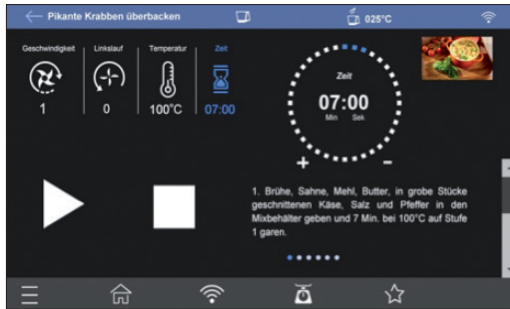 Pikante Krabben überbacken
025°C
Geschwindigkeit
Linkslauf
Temperatur
Zeit
1
0
100°C
07:00
Zeit
07:00
Min Sek
+ -
1. Brühe, Sahne, Mehl, Butter, in grobe Stücke
geschnittenen Käse, Salz und Pfeffer in den
Mixbehälter geben und 7 Min. bei 100°C auf Stufe
1 garen.